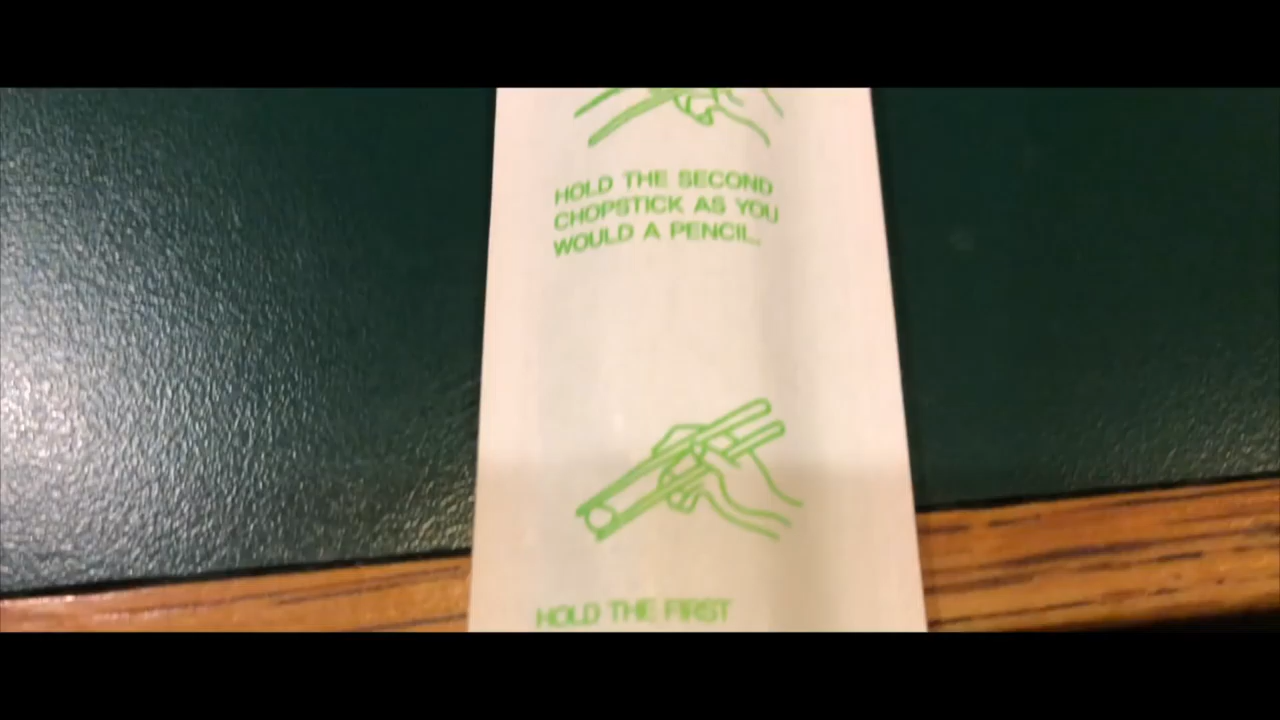 HOLD THE SECOND
CHOPSTICK AS YOU
WOULD A PENCIL.
HOLD THE FIRST